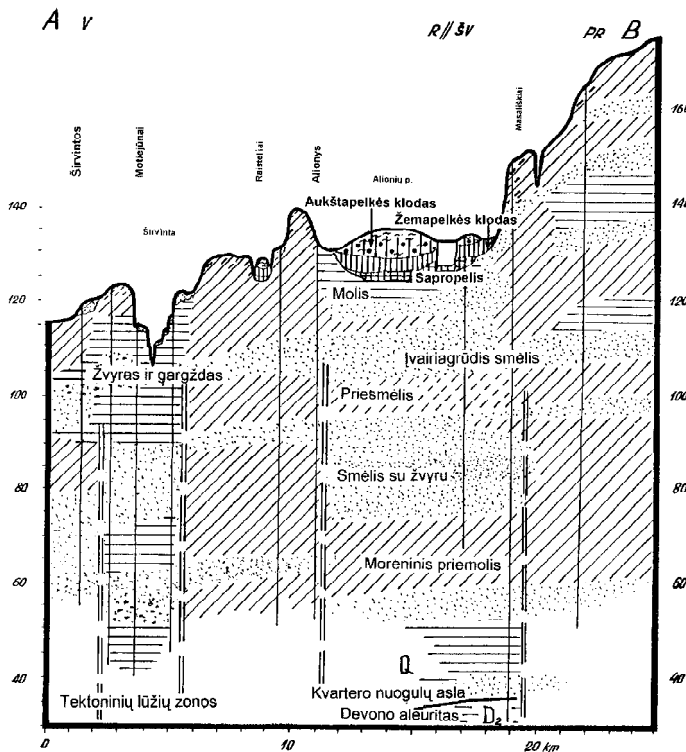 A V R // ŠV PR B
Širvintos
Motiejūnai
Širvinta
Raisteliai
Alionys
Alionių p.
Masališkai
Aukštapelkės klodas
Žemapelkės klodas
Sapropelis
Molis
Įvairiagrūdis smėlis
Žvyras ir gargždas
Priesmėlis
Smėlis su žvyru
Moreninis priemolis
Q
Kvartero nuogulų asla
Tektoninių lūžių zonos
Devono aleuritas D₂
140
120
100
80
60
40
160
140
120
100
80
60
40
0 10 20 km